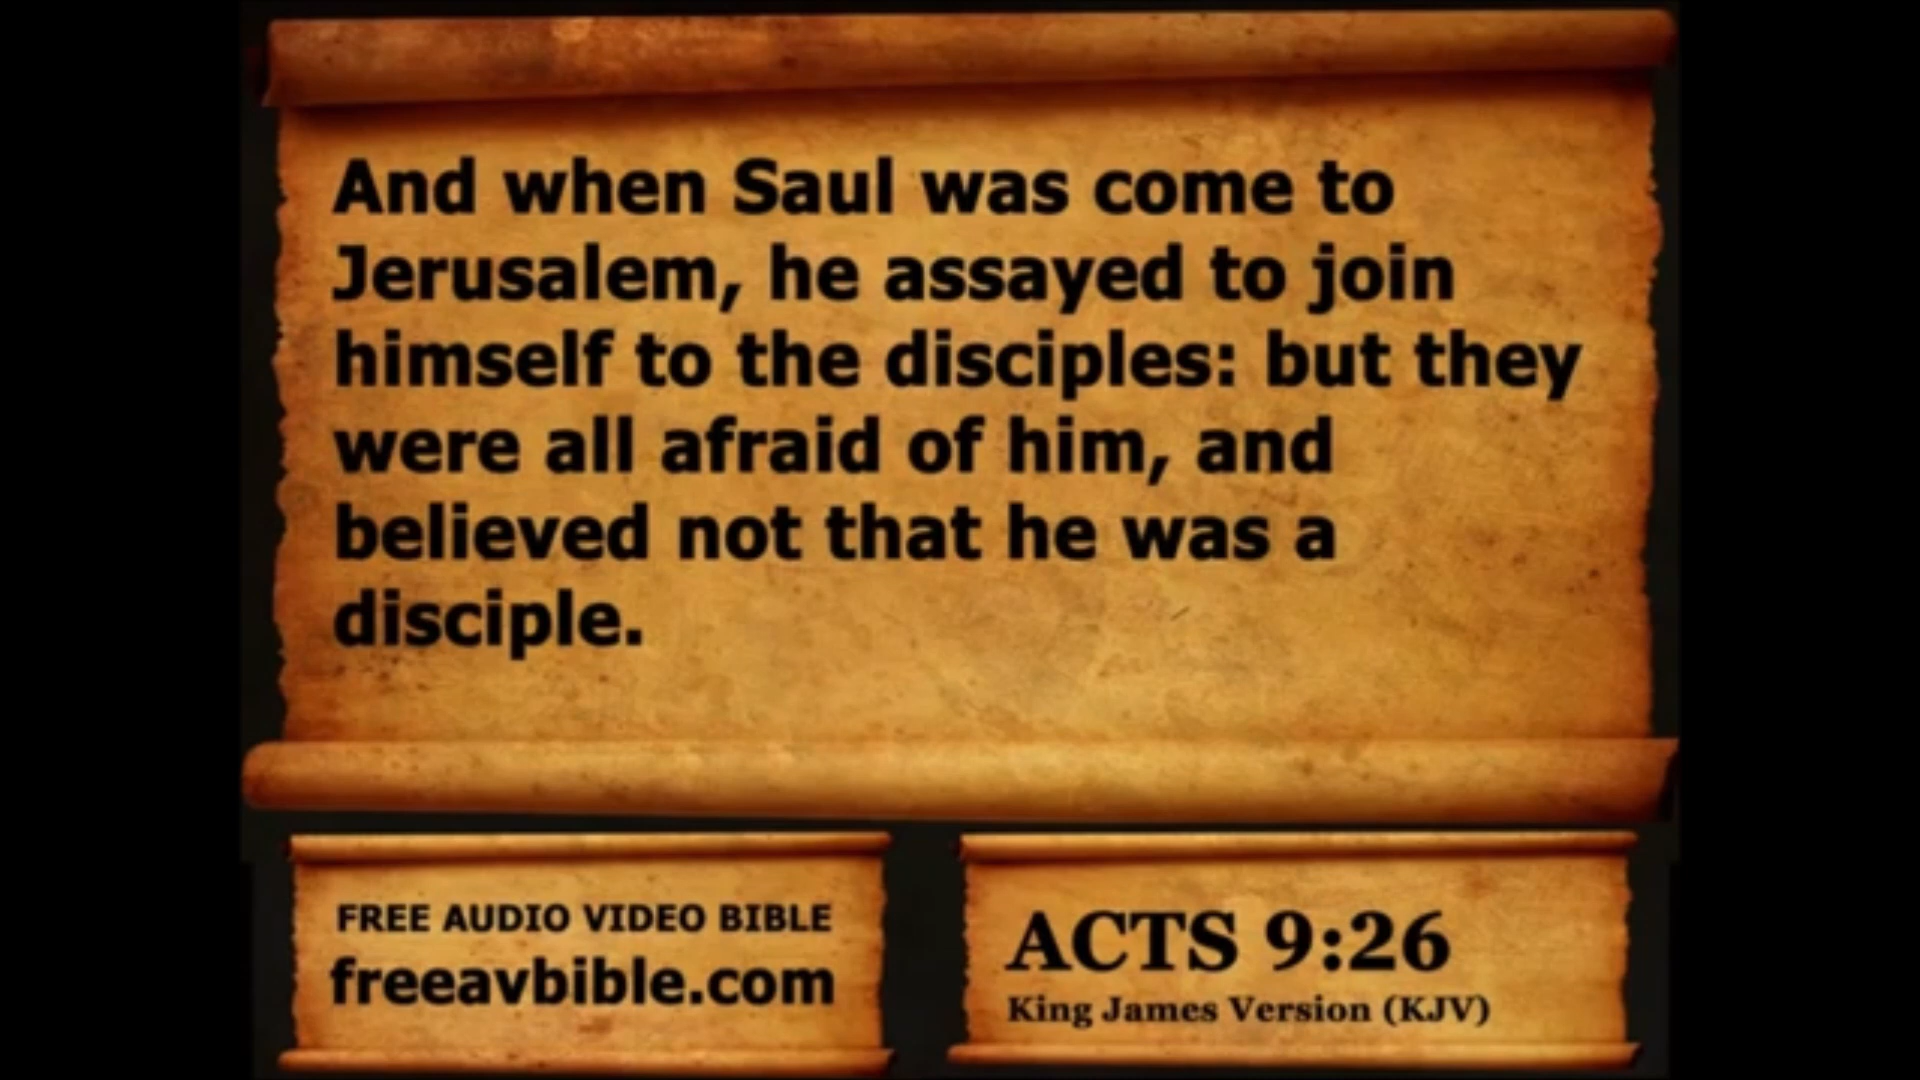 And when Saul was come to
Jerusalem, he assayed to join
himself to the disciples: but they
were all afraid of him, and
believed not that he was a
disciple.
FREE AUDIO VIDEO BIBLE
freeavbible.com
ACTS 9:26
King James Version (KJV)